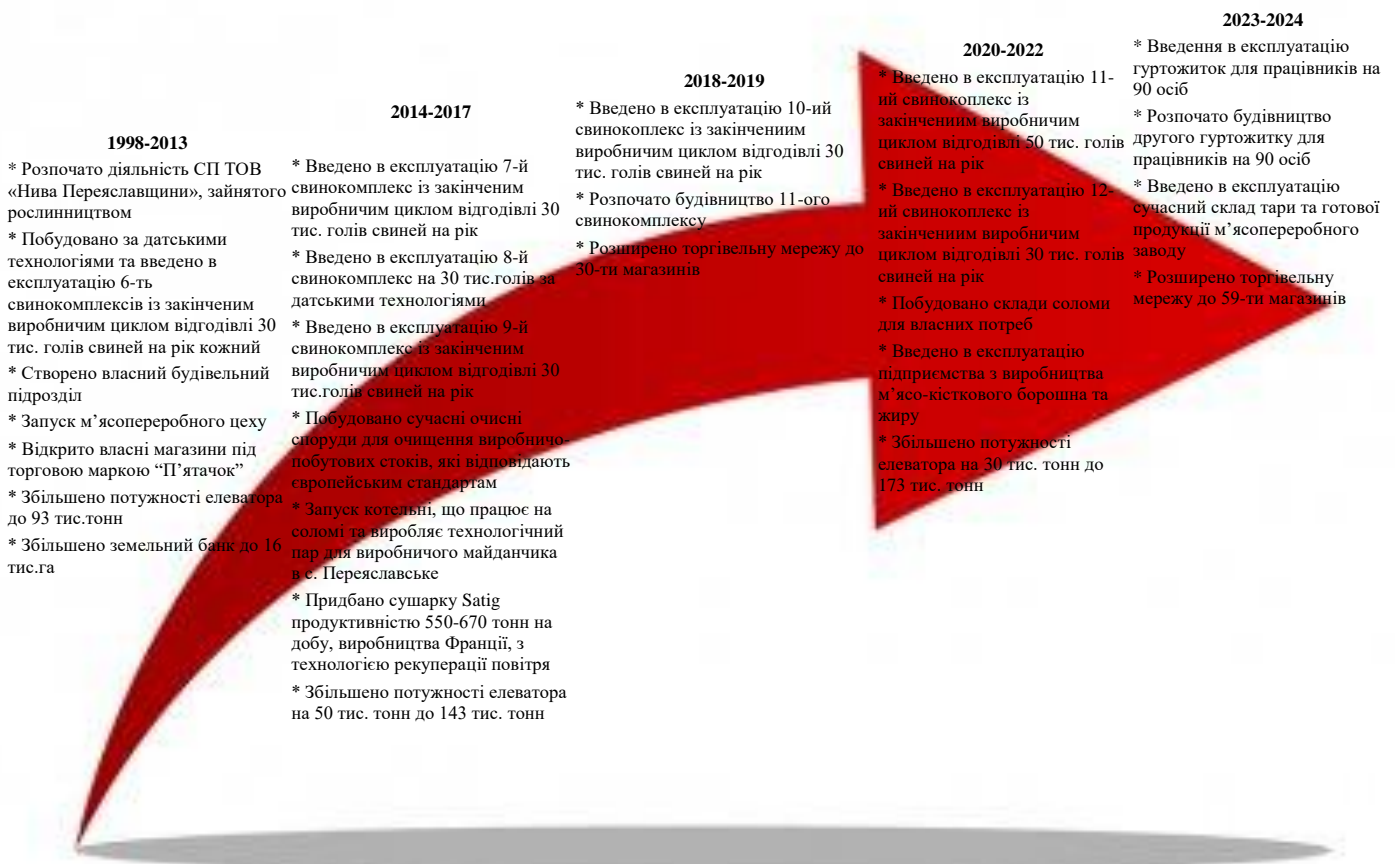 1998-2013
* Розпочато діяльність СП ТОВ
«Нива Переяславщини», зайнятого
рослинництвом
* Побудовано за датськими
технологіями та введено в
експлуатацію 6-ть
свинокомплексів із закінченим
виробничим циклом відгодівлі 30
тис. голів свиней на рік кожний
* Створено власний будівельний
підрозділ
* Запуск м’ясопереробного цеху
* Відкрито власні магазини під
торговою маркою “П’ятачок”
* Збільшено потужності елеватора
до 93 тис.тонн
* Збільшено земельний банк до 16
тис.га
2014-2017
* Введено в експлуатацію 7-й
свинокомплекс із закінченим
виробничим циклом відгодівлі 30
тис. голів свиней на рік
* Введено в експлуатацію 8-й
свинокомплекс на 30 тис.голів за
датськими технологіями
* Введено в експлуатацію 9-й
свинокомплекс із закінченим
виробничим циклом відгодівлі 30
тис.голів свиней на рік
* Побудовано сучасні очисні
споруди для очищення виробничо-
побутових стоків, які відповідають
європейським стандартам
* Запуск котельні, що працює на
соломі та виробляє технологічний
пар для виробничого майданчика
в с. Переяславське
* Придбано сушарку Satig
продуктивністю 550-670 тонн на
добу, виробництва Франції, з
технологією рекуперації повітря
* Збільшено потужності елеватора
на 50 тис. тонн до 143 тис. тонн
2018-2019
* Введено в експлуатацію 10-ий
свинокоплекс із закінчениим
виробничим циклом відгодівлі 30
тис. голів свиней на рік
* Розпочато будівництво 11-ого
свинокомплексу
* Розширено торгівельну мережу до
30-ти магазинів
2020-2022
* Введено в експлуатацію 11-
ий свинокоплекс із
закінчениим виробничим
циклом відгодівлі 50 тис. голів
свиней на рік
* Введено в експлуатацію 12-
ий свинокоплекс із
закінчениим виробничим
циклом відгодівлі 30 тис. голів
свиней на рік
* Побудовано склади соломи
для власних потреб
* Введено в експлуатацію
підприємства з виробництва
м’ясо-кісткового борошна та
жиру
* Збільшено потужності
елеватора на 30 тис. тонн до
173 тис. тонн
2023-2024
* Введення в експлуатацію
гуртожиток для працівників на
90 осіб
* Розпочато будівництво
другого гуртожитку для
працівників на 90 осіб
* Введено в експлуатацію
сучасний склад тари та готової
продукції м’ясопереробного
заводу
* Розширено торгівельну
мережу до 59-ти магазинів